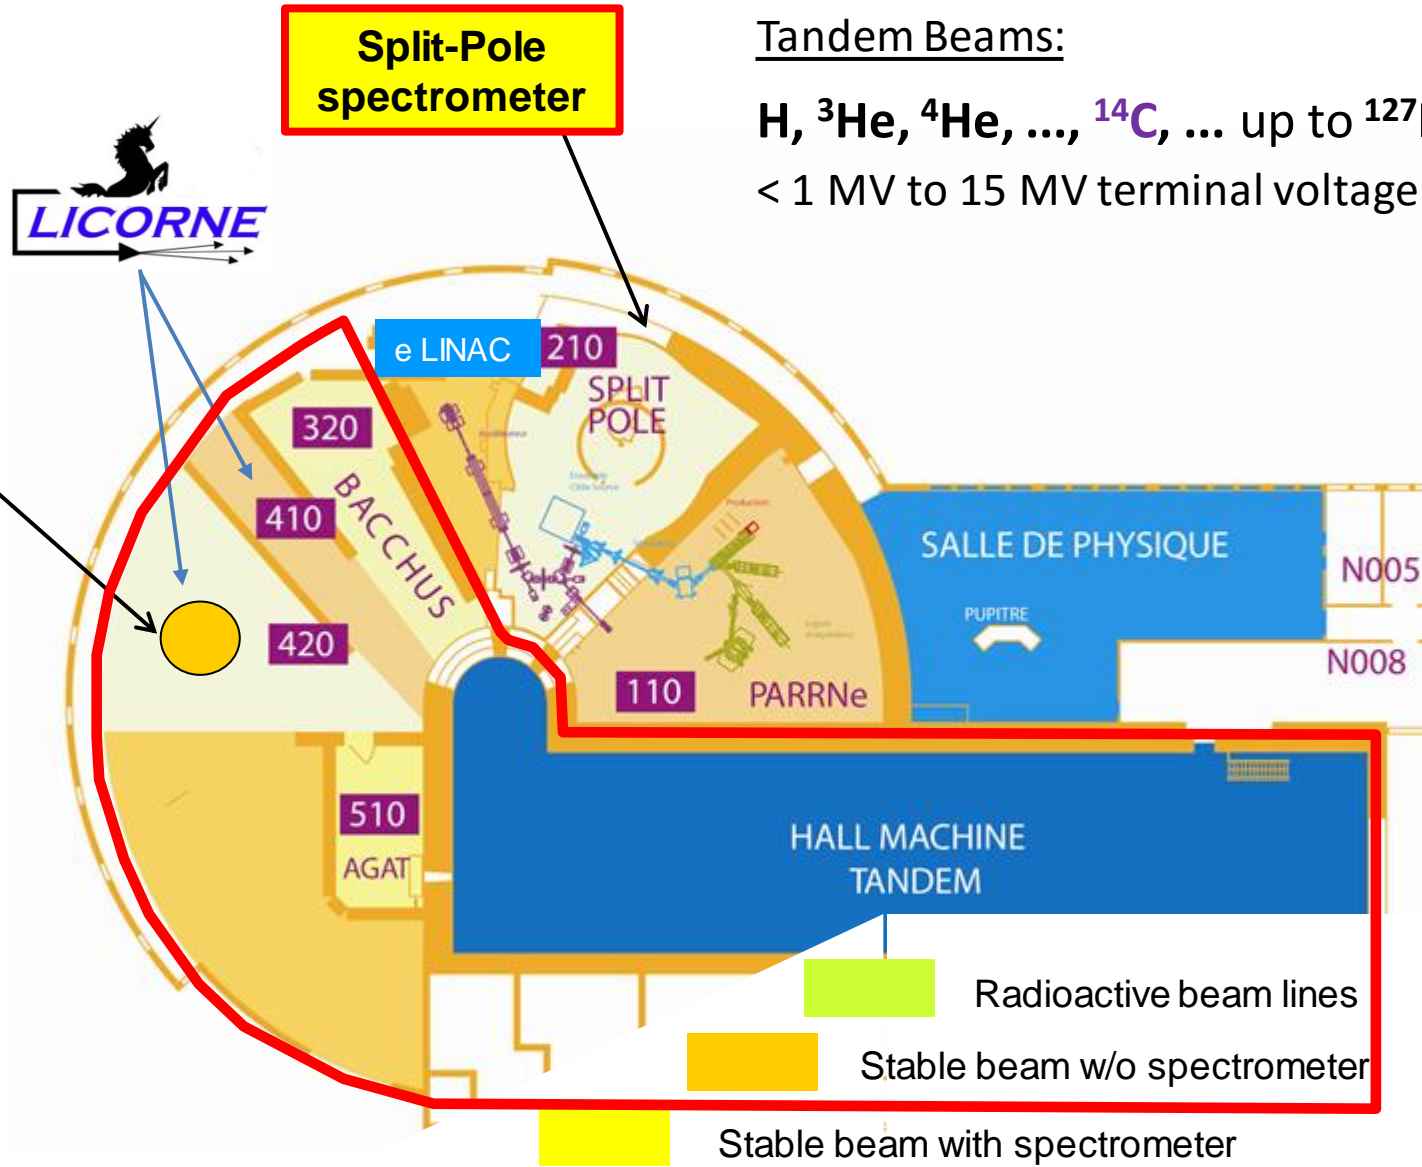 Split-Pole
spectrometer
Tandem Beams:
H, ³He, ⁴He, ..., ¹⁴C, ... up to ¹²⁷
< 1 MV to 15 MV terminal voltage
LICORNE
e LINAC
210
SPLIT
POLE
320
BACCHUS
410
420
Production
SALLE DE PHYSIQUE
PUPITRE
N005
N008
110
PARRNe
510
AGAT
HALL MACHINE
TANDEM
Radioactive beam lines
Stable beam w/o spectrometer
Stable beam with spectrometer